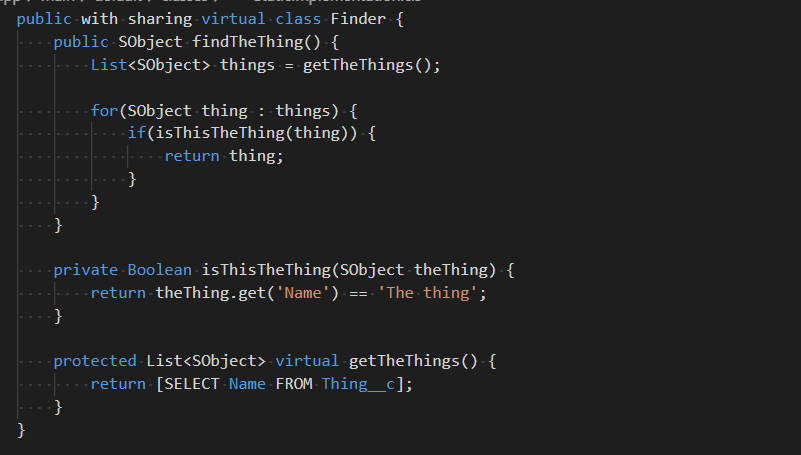 public with sharing virtual class Finder {
public SObject findTheThing() {
List<SObject> things = getTheThings();
for(SObject thing : things) {
if(isThisTheThing(thing)) {
return thing;
}
}
}
private Boolean isThisTheThing(SObject theThing) {
return theThing.get('Name') == 'The thing';
}
protected List<SObject> virtual getTheThings() {
return [SELECT Name FROM Thing__c];
}
}